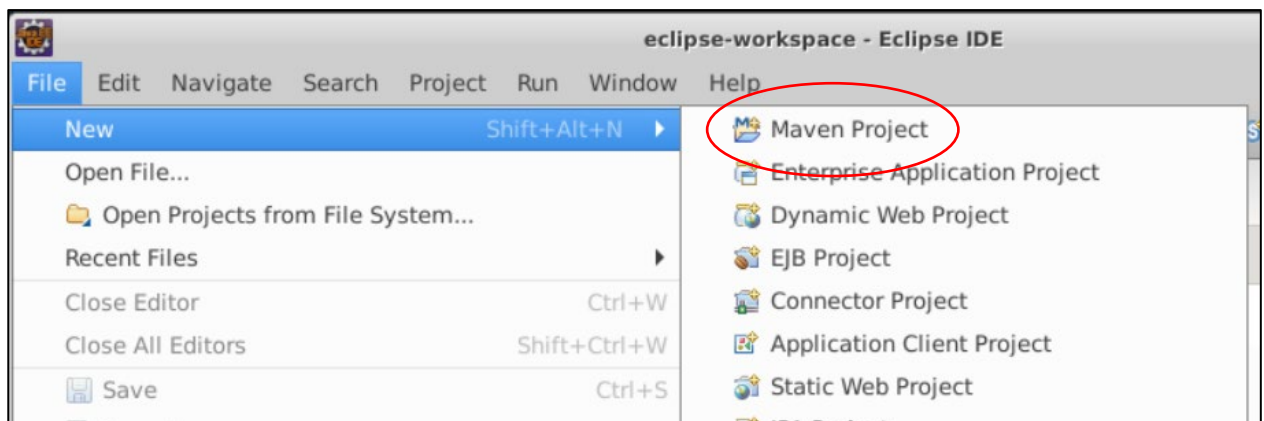 eclipse-workspace - Eclipse IDE
File Edit Navigate Search Project Run Window Help
New Shift+Alt+N
Open File...
Open Projects from File System...
Recent Files
Close Editor Ctrl+W
Close All Editors Shift+Ctrl+W
Save Ctrl+S
Maven Project
Enterprise Application Project
Dynamic Web Project
EJB Project
Connector Project
Application Client Project
Static Web Project